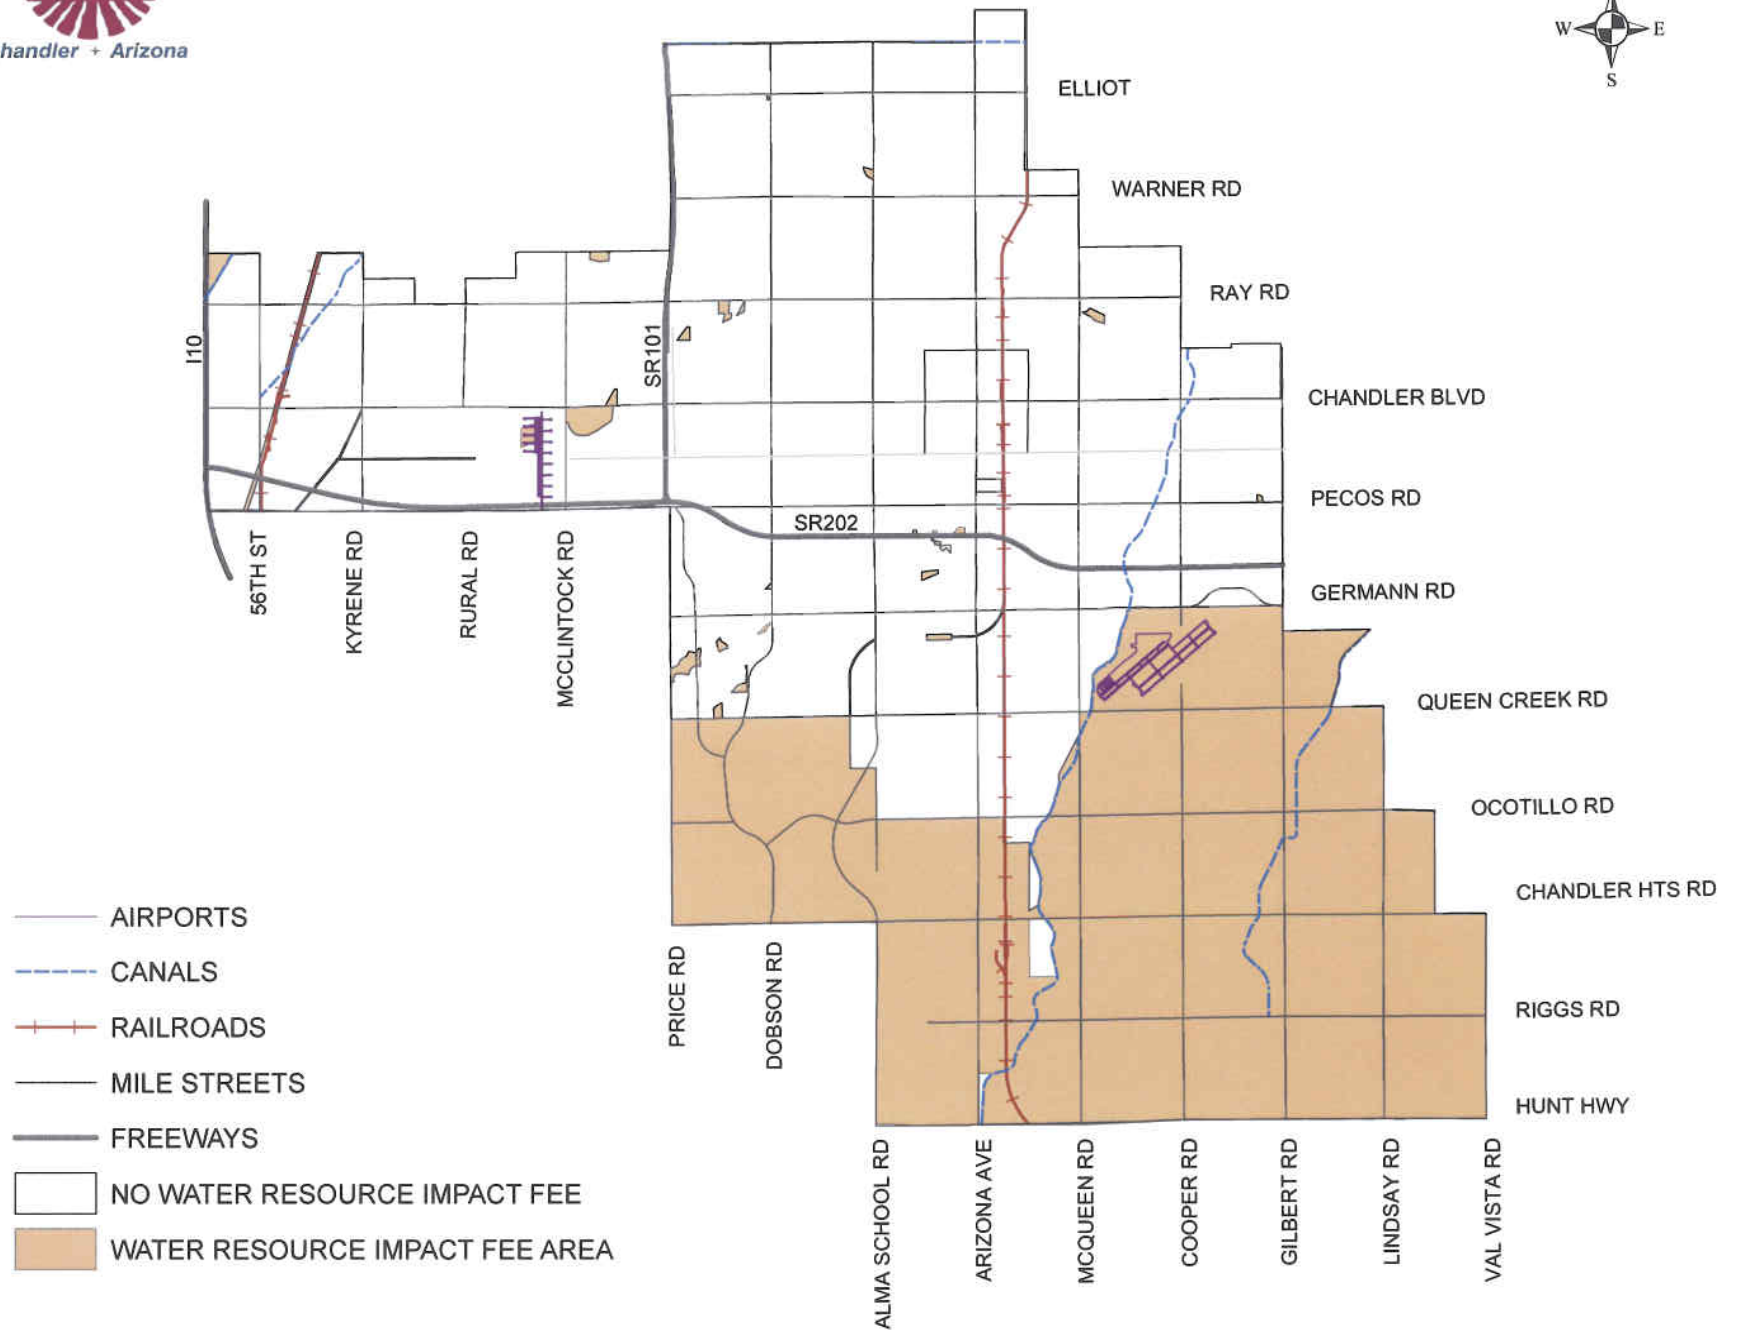 handler + Arizona
W E
S
ELLIOT
WARNER RD
RAY RD
I10
SR101
CHANDLER BLVD
PECOS RD
SR202
GERMANN RD
56TH ST
KYRENE RD
RURAL RD
MCCLINTOCK RD
QUEEN CREEK RD
OCOTILLO RD
CHANDLER HTS RD
PRICE RD
DOBSON RD
RIGGS RD
HUNT HWY
ALMA SCHOOL RD
ARIZONA AVE
MCQUEEN RD
COOPER RD
GILBERT RD
LINDSAY RD
VAL VISTA RD
AIRPORTS
CANALS
RAILROADS
MILE STREETS
FREEWAYS
NO WATER RESOURCE IMPACT FEE
WATER RESOURCE IMPACT FEE AREA